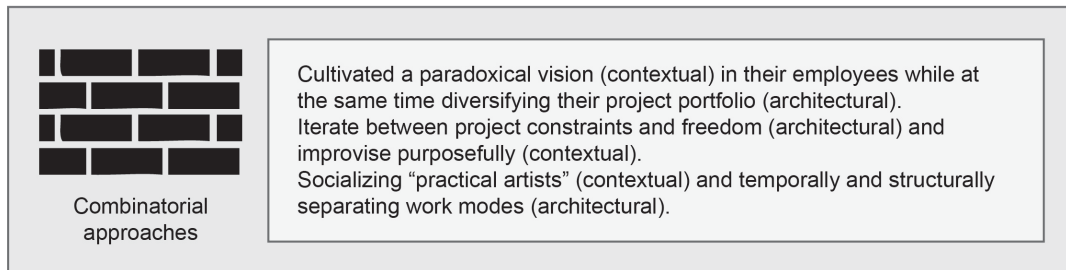 Combinatorial
approaches
Cultivated a paradoxical vision (contextual) in their employees while at
the same time diversifying their project portfolio (architectural).
Iterate between project constraints and freedom (architectural) and
improvise purposefully (contextual).
Socializing “practical artists” (contextual) and temporally and structurally
separating work modes (architectural).